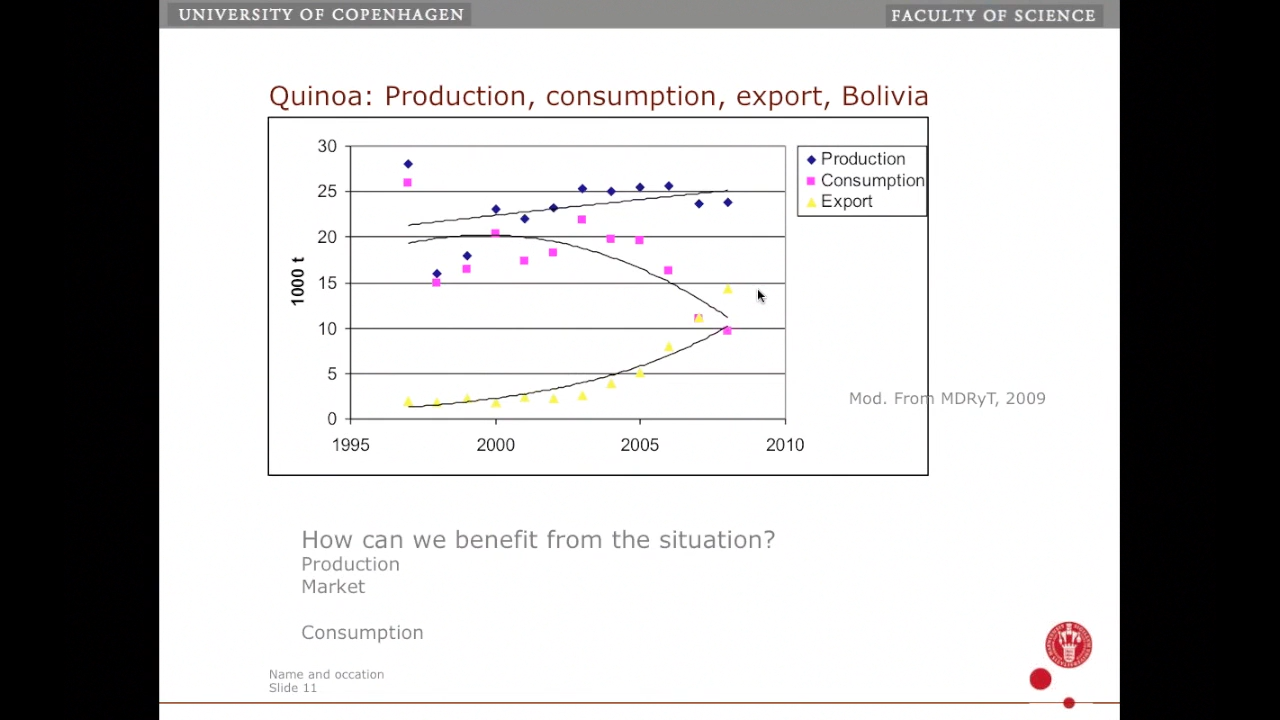 UNIVERSITY OF COPENHAGEN
FACULTY OF SCIENCE
Quinoa: Production, consumption, export, Bolivia
30
25
20
15
10
5
0
1000 t
1995
2000
2005
2010
Production
Consumption
Export
Mod. From MDRyT, 2009
How can we benefit from the situation?
Production
Market
Consumption
Name and occation
Slide 11